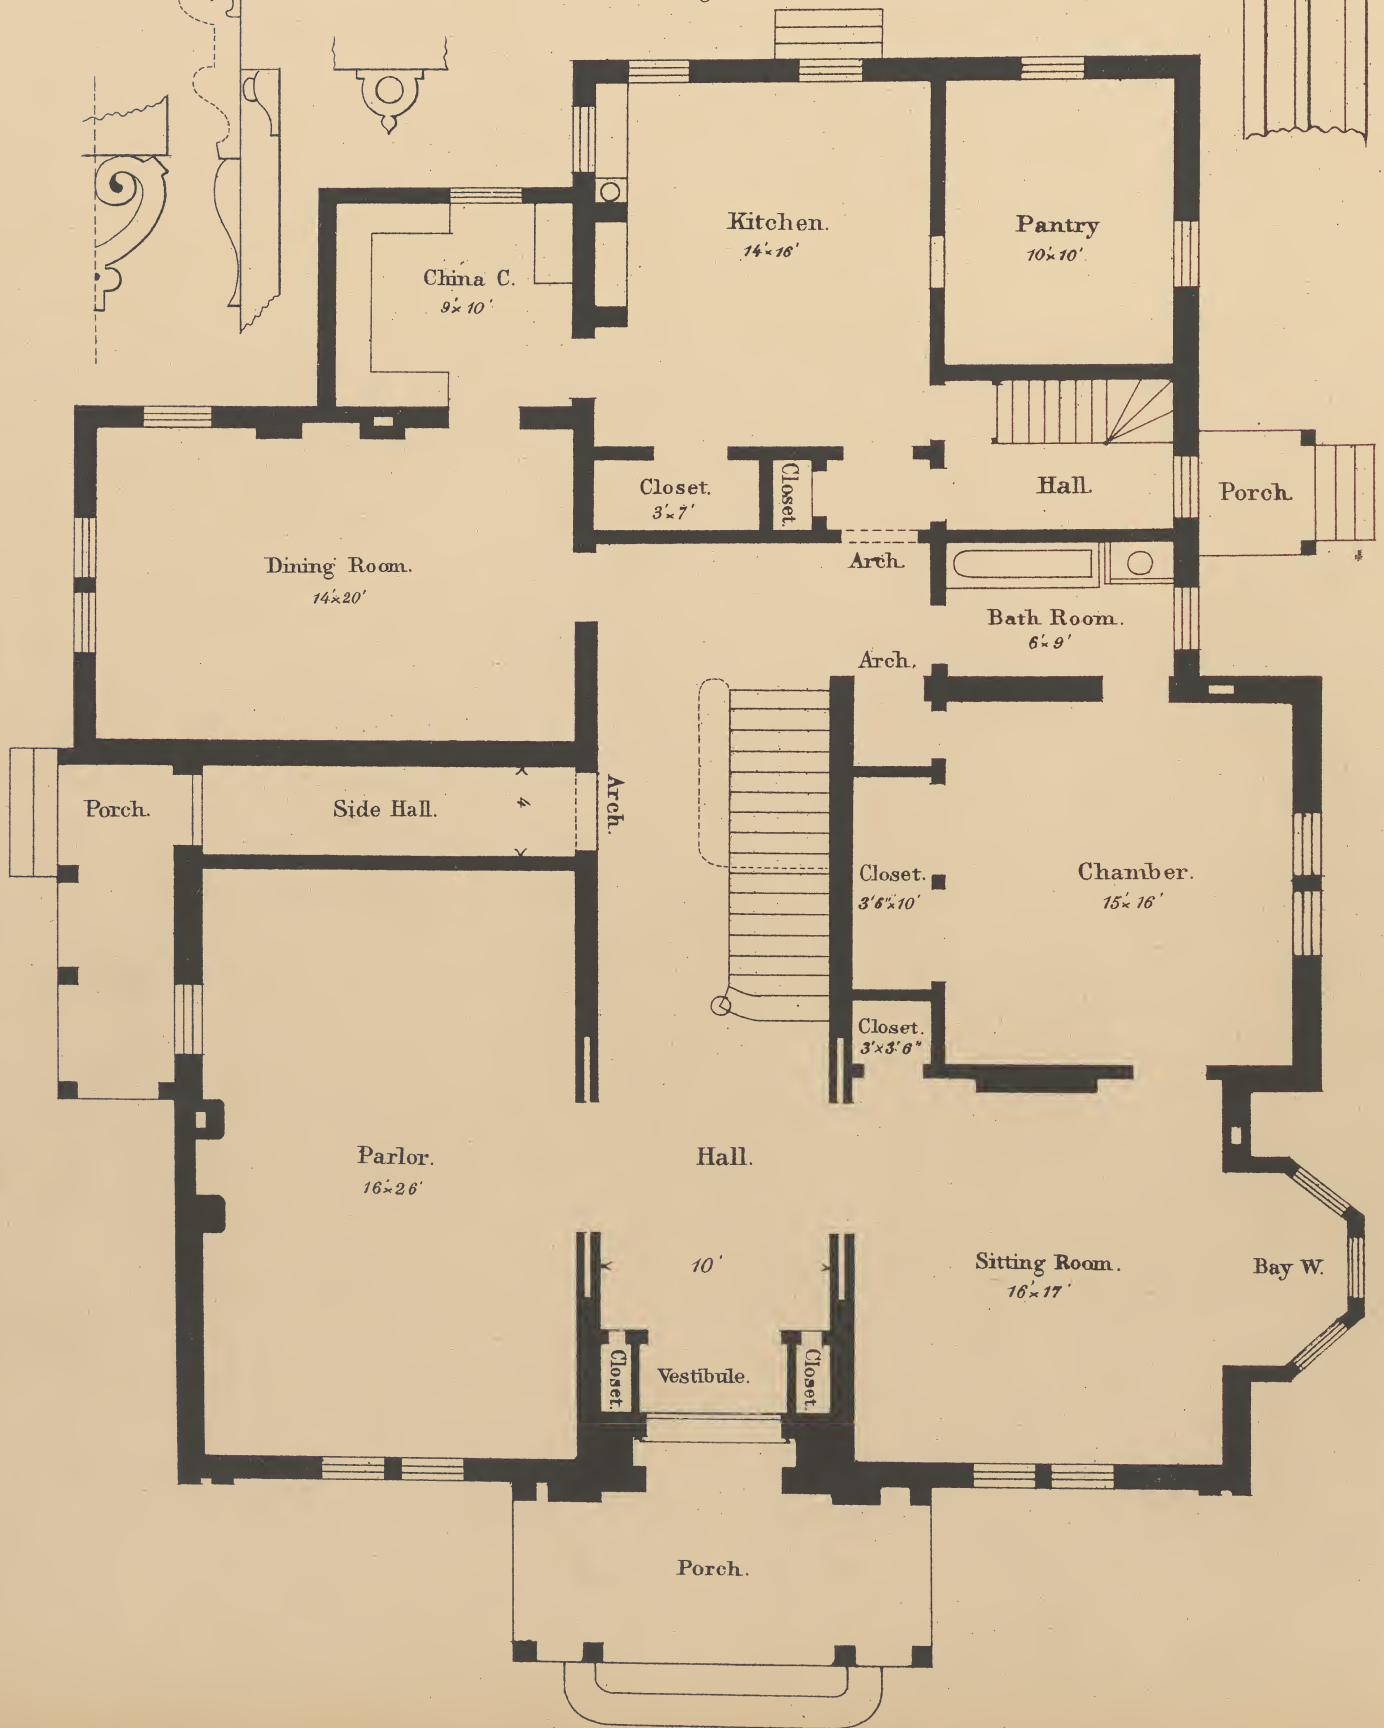 Kitchen.
14'×16'
Pantry
10'×10'
China C.
9'×10'
Closet.
3'×7'
Closet.
Hall.
Porch.
Arch.
Dining Room.
14'×20'
Bath Room.
6'×9'
Arch.
Porch.
Side Hall.
4'
Arch.
Closet.
3'6"×10'
Chamber.
15'×16'
Closet.
3'×3'6"
Parlor.
16'×26'
Hall.
10'
Sitting Room.
16'×17'
Bay W.
Closet.
Vestibule.
Closet.
Porch.